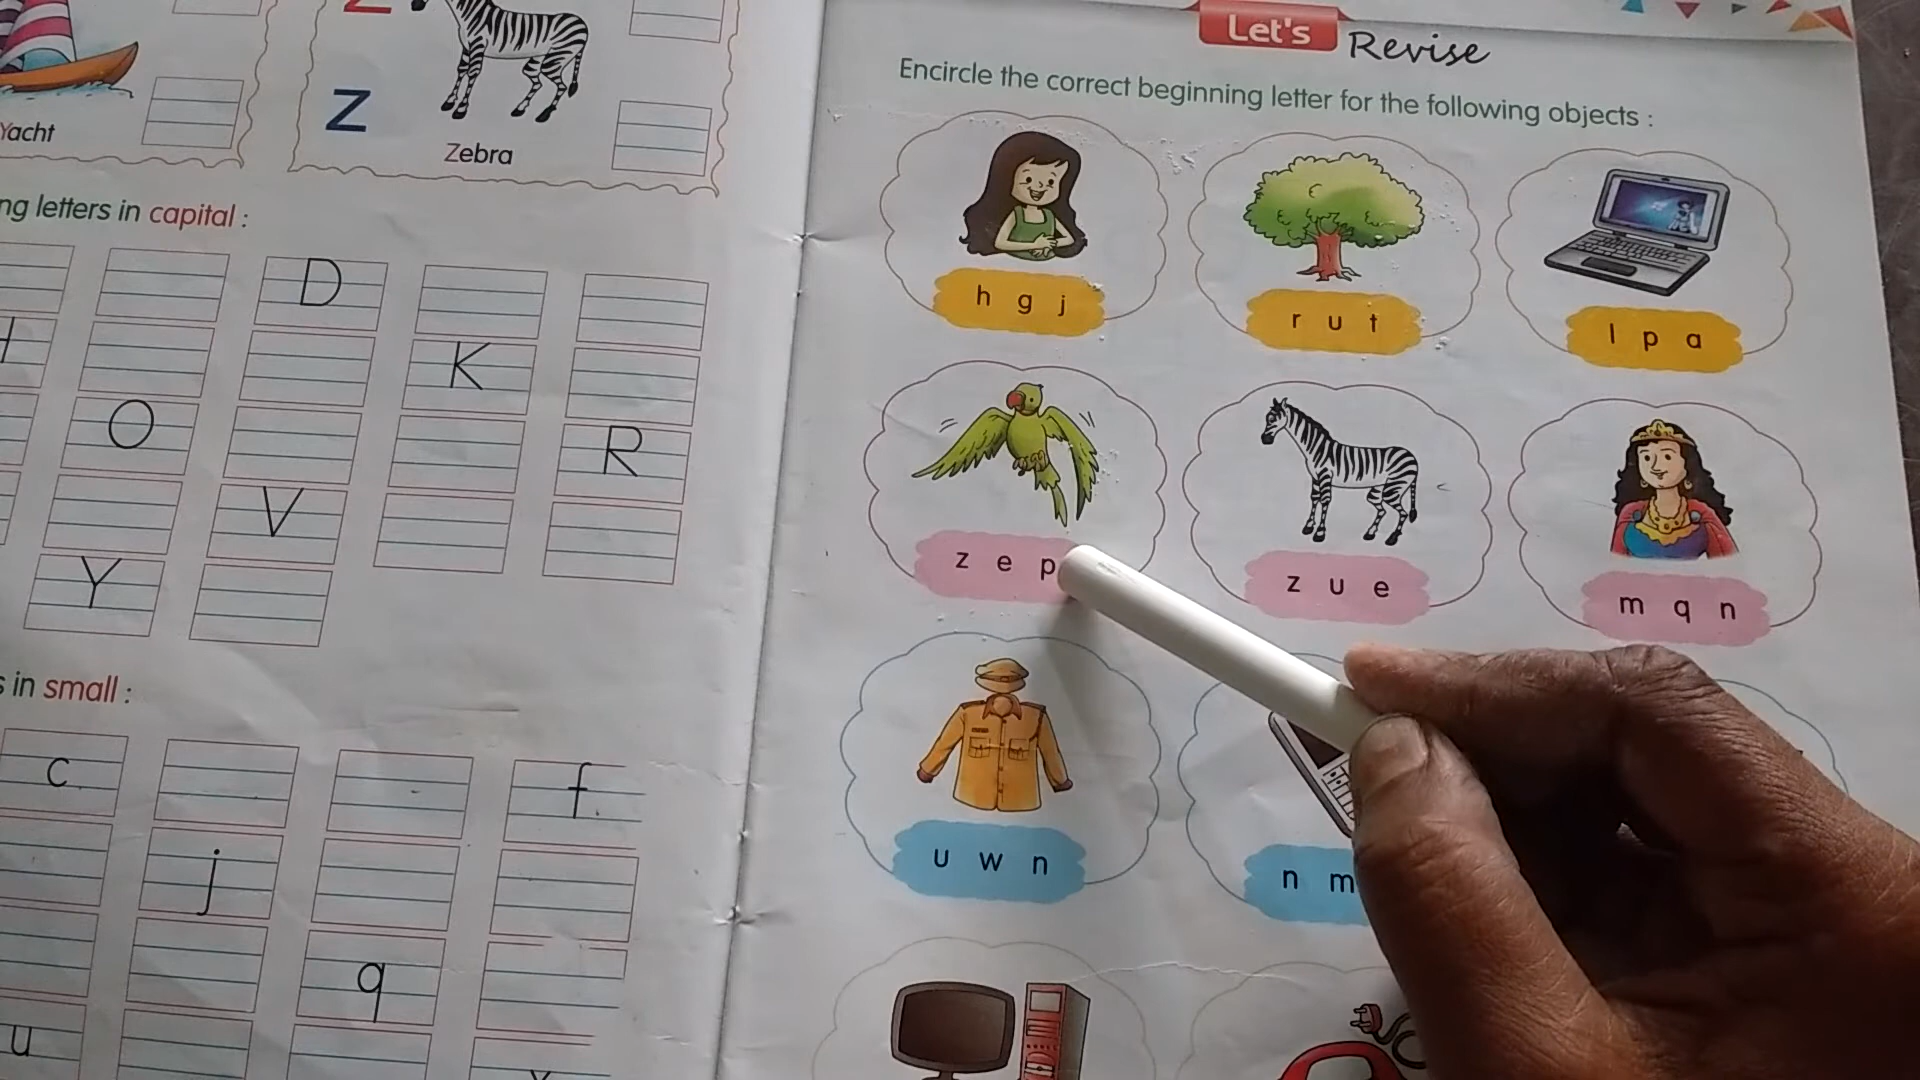 Z
z
Yacht
Zebra
ng letters in capital :
D
H
K
O
R
V
Y
s in small :
c
f
j
q
u
Let's Revise
Encircle the correct beginning letter for the following objects :
h g j
r u t
l p a
z e p
z u e
m q n
u w n
n m